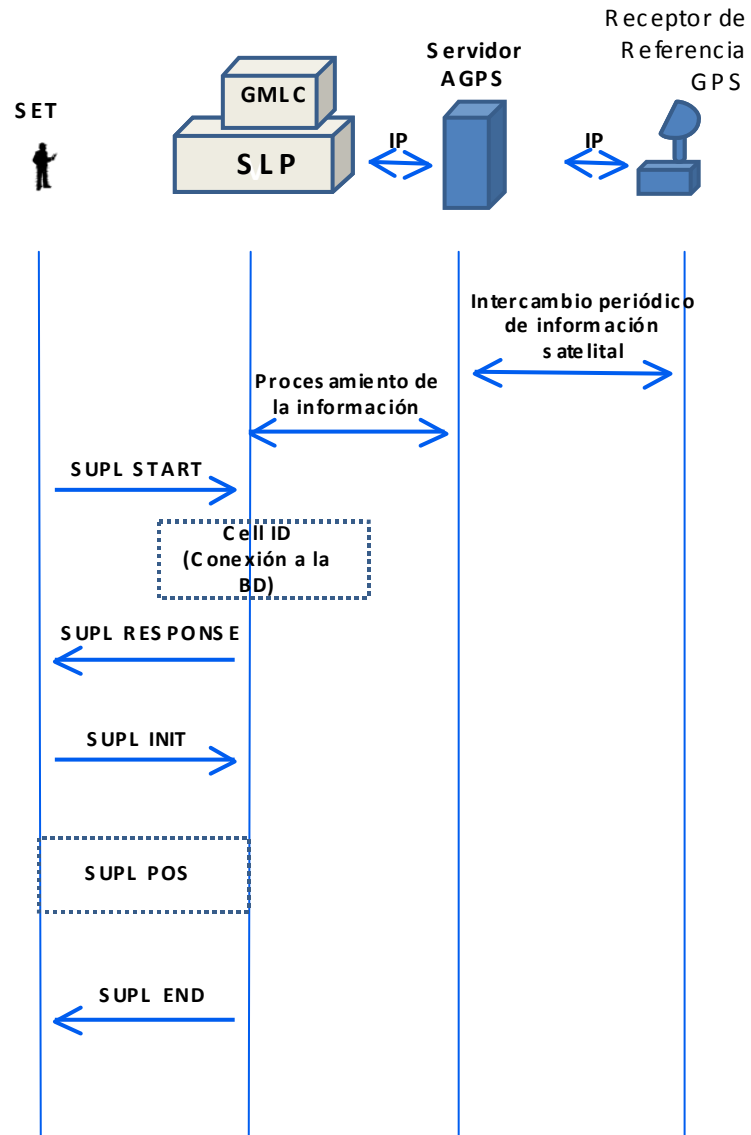 SET
GMLC
SLP
IP
Servidor
AGPS
IP
Receptor de
Referencia
GPS
Intercambio periódico
de información
satelital
Procesamiento de
la información
SUPL START
Cell ID
(Conexión a la
BD)
SUPL RESPONSE
SUPL INIT
SUPL POS
SUPL END